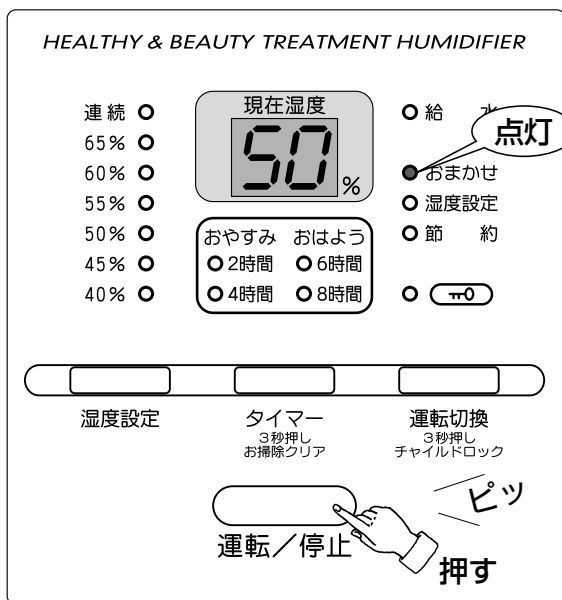 HEALTHY & BEAUTY TREATMENT HUMIDIFIER
連続
65%
60%
55%
50%
45%
40%
現在湿度
50%
おやすみ おはよう
2時間 6時間
4時間 8時間
給 水
点灯
おまかせ
湿度設定
節 約
湿度設定
タイマー
3秒押し
お掃除クリア
運転切換
3秒押し
チャイルドロック
運転/停止
ピッ
押す